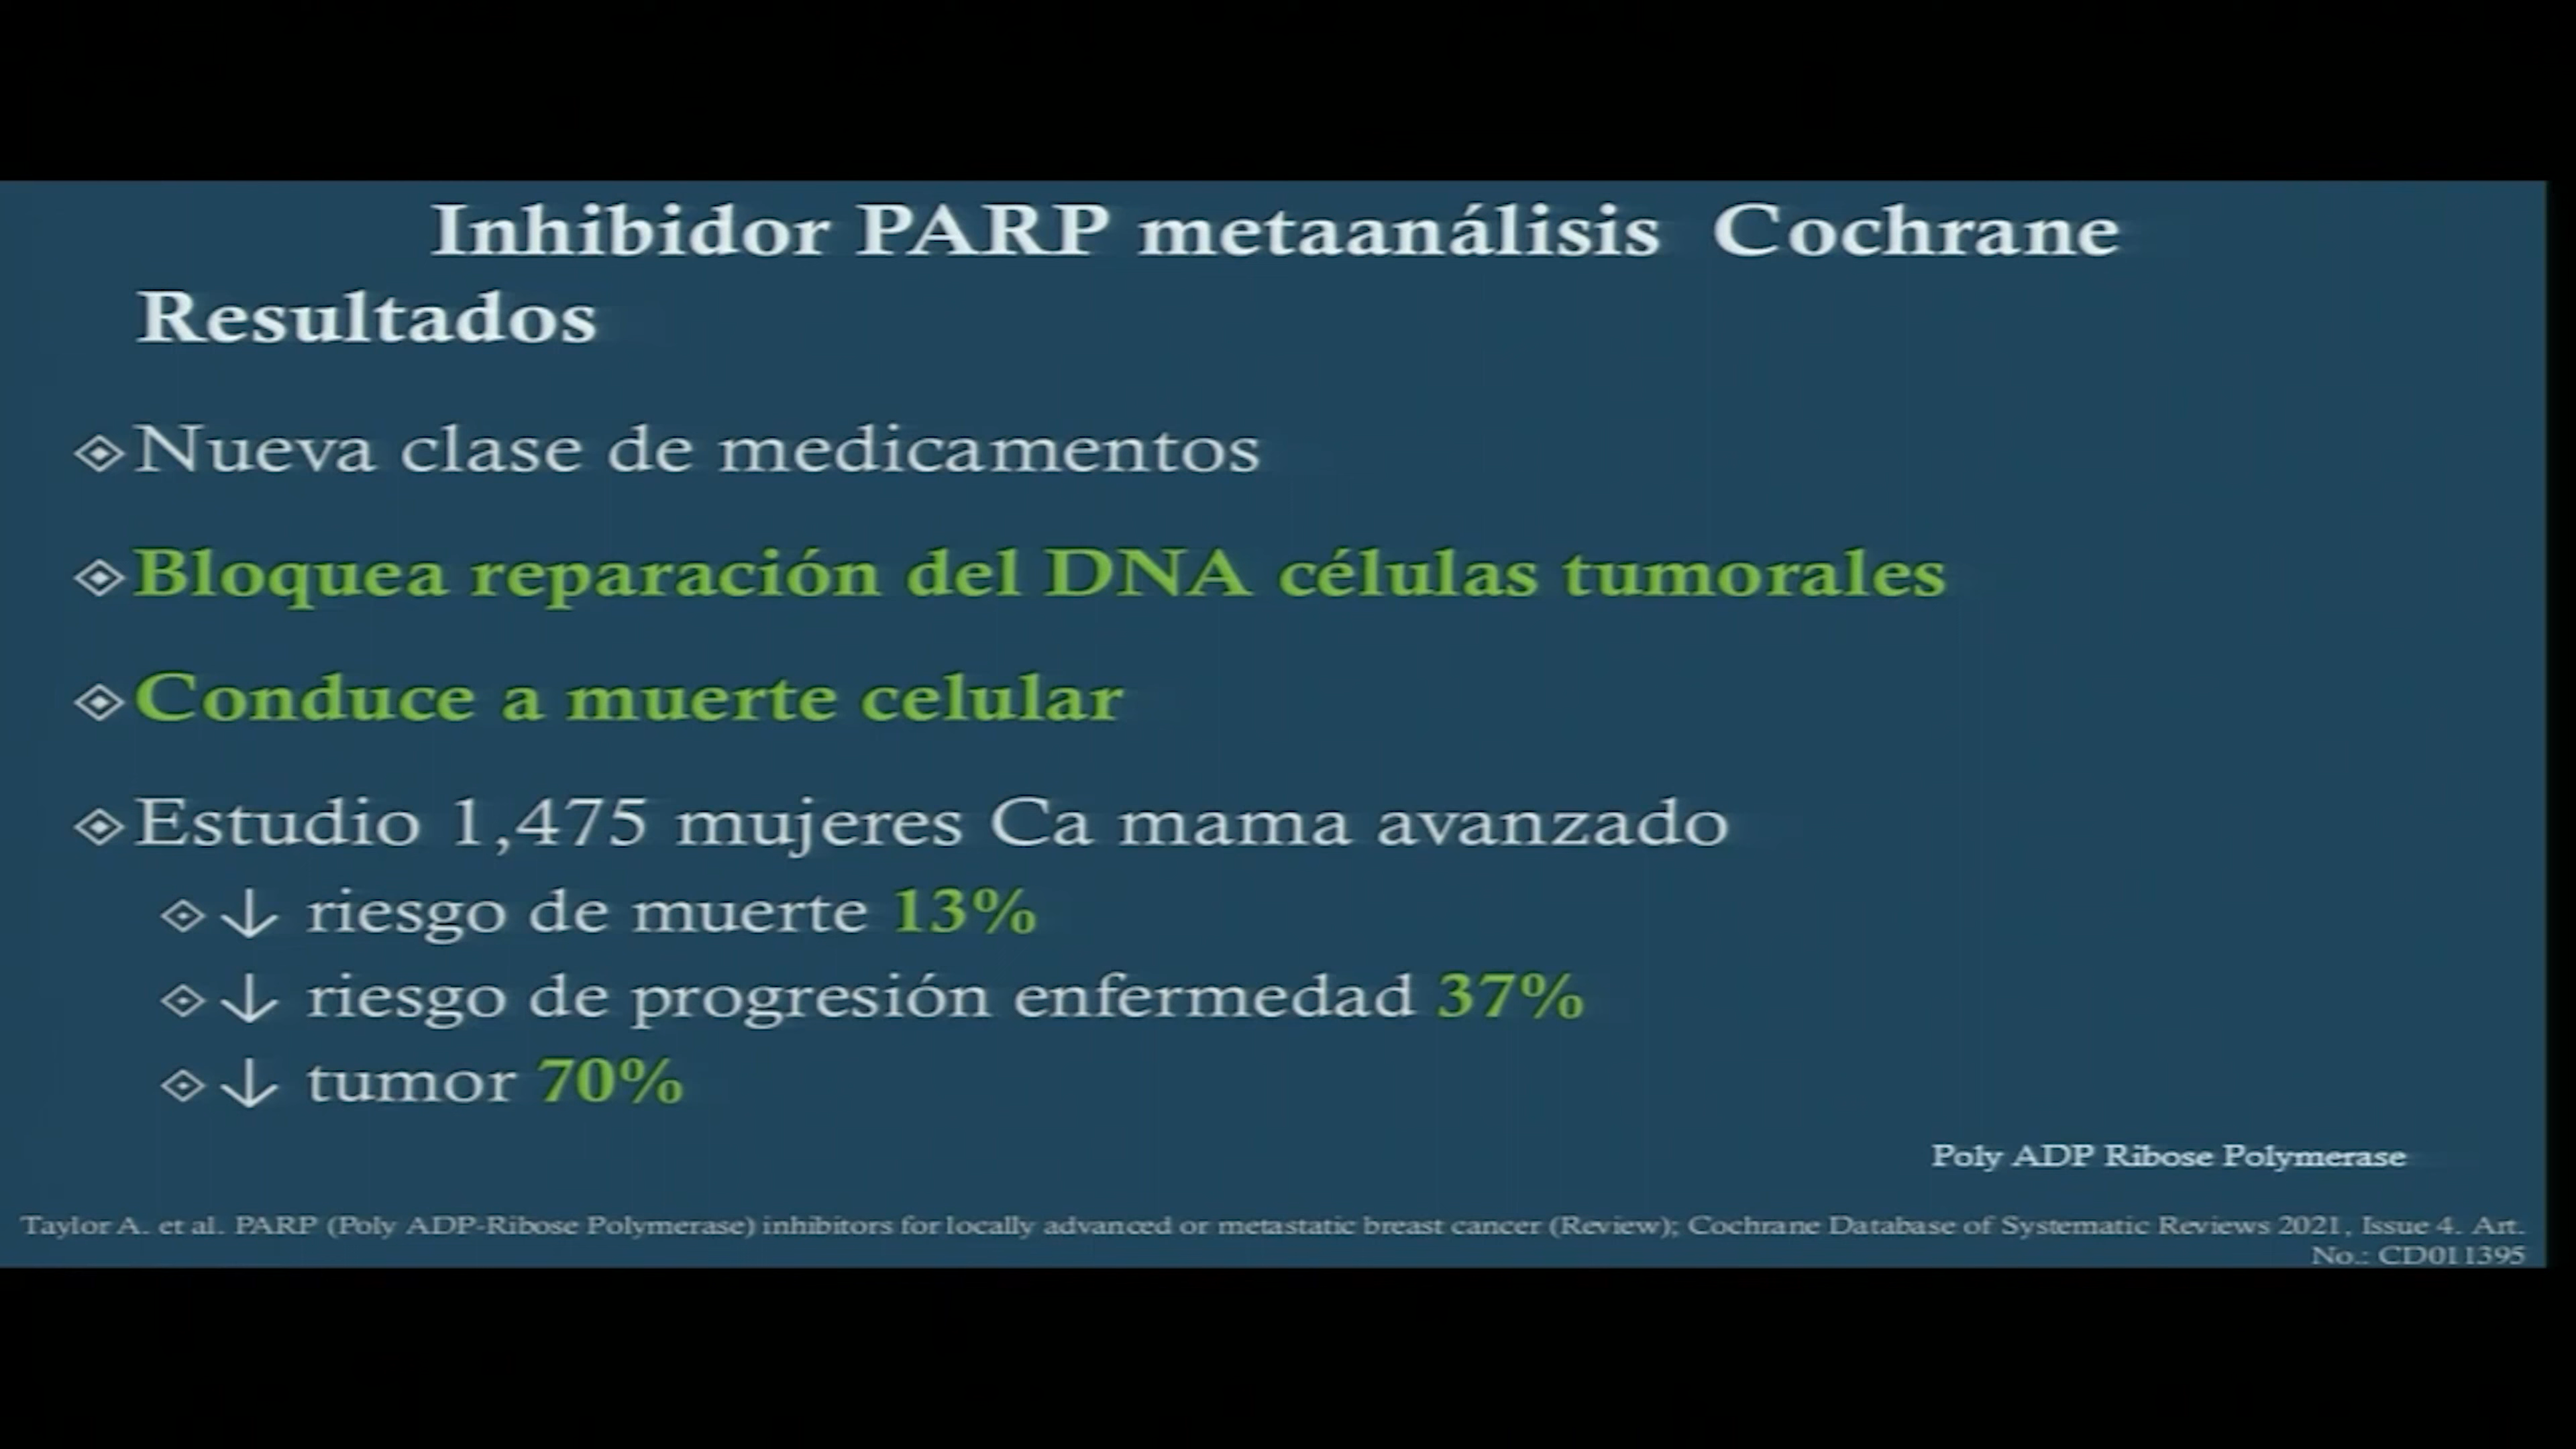 Inhibidor PARP metaanálisis Cochrane
Resultados
Nueva clase de medicamentos
Bloquea reparación del DNA células tumorales
Conduce a muerte celular
Estudio 1,475 mujeres Ca mama avanzado
↓ riesgo de muerte 13%
↓ riesgo de progresión enfermedad 37%
↓ tumor 70%
Poly ADP Ribose Polymerase
Taylor A. et al. PARP (Poly ADP-Ribose Polymerase) inhibitors for locally advanced or metastatic breast cancer (Review); Cochrane Database of Systematic Reviews 2021, Issue 4. Art.
No.: CD011395